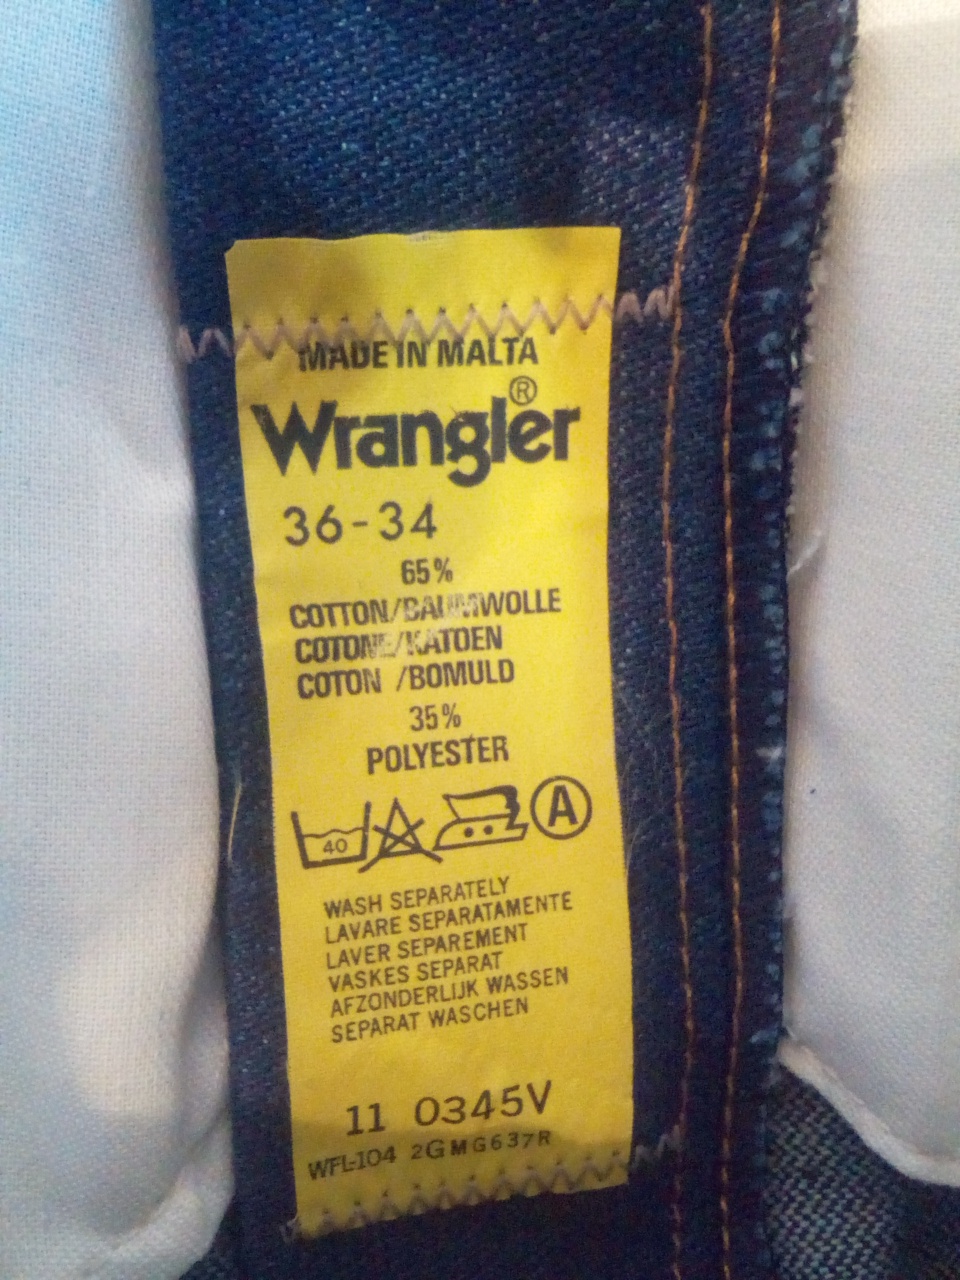 MADE IN MALTA
Wrangler®
36-34
65%
COTTON/BAUMWOLLE
COTONE/KATOEN
COTON /BOMULD
35%
POLYESTER
40 A
WASH SEPARATELY
LAVARE SEPARATAMENTE
LAVER SEPAREMENT
VASKES SEPARAT
AFZONDERLIJK WASSEN
SEPARAT WASCHEN
11 0345V
WFL-104 2GMG637R